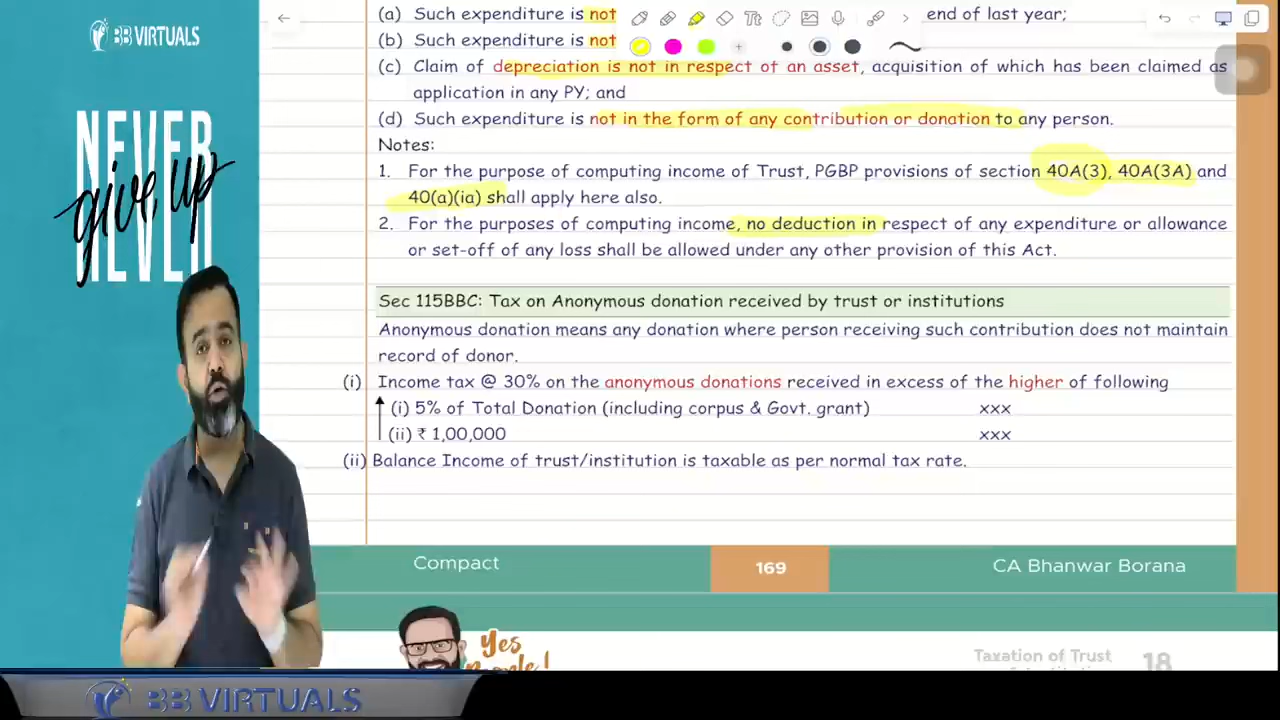 BB VIRTUALS
NEVER
give up
NEVER
(a) Such expenditure is not end of last year;
(b) Such expenditure is not
(c) Claim of depreciation is not in respect of an asset, acquisition of which has been claimed as
application in any PY; and
(d) Such expenditure is not in the form of any contribution or donation to any person.
Notes:
1. For the purpose of computing income of Trust, PGBP provisions of section 40A(3), 40A(3A) and
40(a)(ia) shall apply here also.
2. For the purposes of computing income, no deduction in respect of any expenditure or allowance
or set-off of any loss shall be allowed under any other provision of this Act.
Sec 115BBC: Tax on Anonymous donation received by trust or institutions
Anonymous donation means any donation where person receiving such contribution does not maintain
record of donor.
(i) Income tax @ 30% on the anonymous donations received in excess of the higher of following
(i) 5% of Total Donation (including corpus & Govt. grant) xxx
(ii) ₹ 1,00,000 xxx
(ii) Balance Income of trust/institution is taxable as per normal tax rate.
Compact 169 CA Bhanwar Borana
Yes
Taxation of Trust 18
BB VIRTUALS